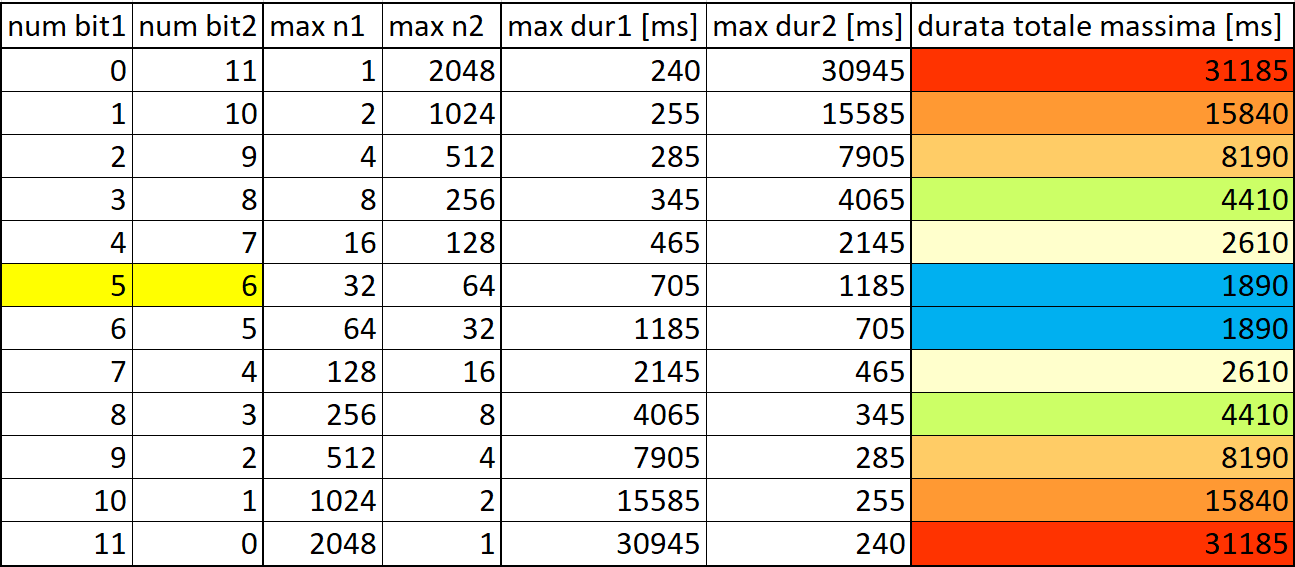 num bit1 num bit2 max n1 max n2 max dur1 [ms] max dur2 [ms] durata totale massima [ms]
0 11 1 2048 240 30945 31185
1 10 2 1024 255 15585 15840
2 9 4 512 285 7905 8190
3 8 8 256 345 4065 4410
4 7 16 128 465 2145 2610
5 6 32 64 705 1185 1890
6 5 64 32 1185 705 1890
7 4 128 16 2145 465 2610
8 3 256 8 4065 345 4410
9 2 512 4 7905 285 8190
10 1 1024 2 15585 255 15840
11 0 2048 1 30945 240 31185